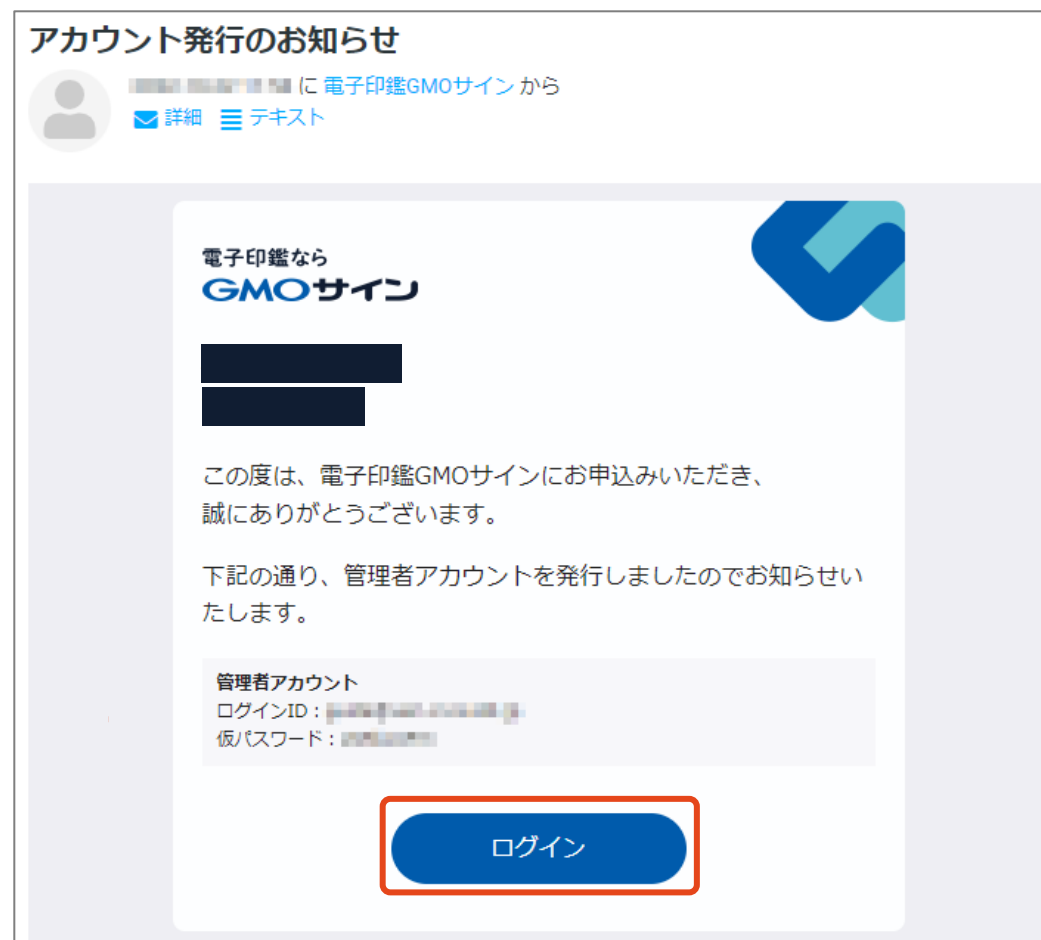 アカウント発行のお知らせ
に 電子印鑑GMOサイン から
詳細 テキスト
電子印鑑なら
GMOサイン
この度は、電子印鑑GMOサインにお申込みいただき、
誠にありがとうございます。
下記の通り、管理者アカウントを発行しましたのでお知らせい
たします。
管理者アカウント
ログインID：
仮パスワード：
ログイン